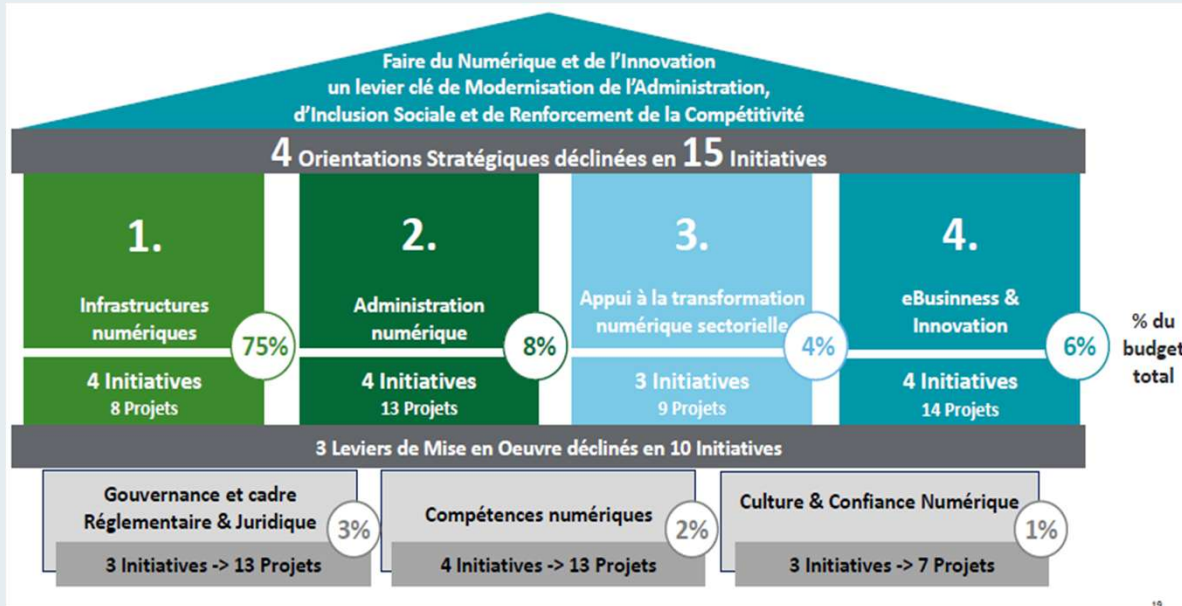 Faire du Numérique et de l'Innovation
un levier clé de Modernisation de l'Administration,
d'Inclusion Sociale et de Renforcement de la Compétitivité
4 Orientations Stratégiques déclinées en 15 Initiatives
1.
Infrastructures
numériques
75%
4 Initiatives
8 Projets
2.
Administration
numérique
8%
4 Initiatives
13 Projets
3.
Appui à la transformation
numérique sectorielle
4%
3 Initiatives
9 Projets
4.
eBusinness &
Innovation
6%
4 Initiatives
14 Projets
% du
budget
total
3 Leviers de Mise en Oeuvre déclinés en 10 Initiatives
Gouvernance et cadre
Réglementaire & Juridique
3%
3 Initiatives -> 13 Projets
Compétences numériques
2%
4 Initiatives -> 13 Projets
Culture & Confiance Numérique
1%
3 Initiatives -> 7 Projets
19